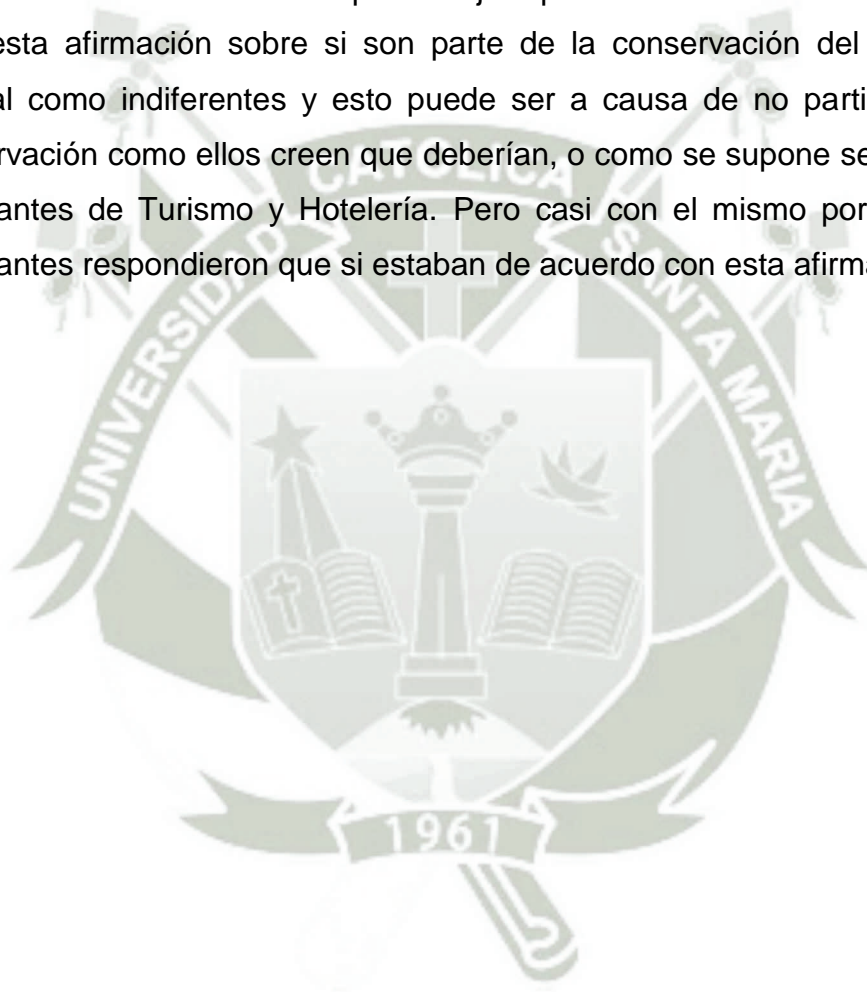 esta afirmación sobre si son parte de la conservación del
al como indiferentes y esto puede ser a causa de no parti
rvación como ellos creen que deberían, o como se supone se
antes de Turismo y Hotelería. Pero casi con el mismo por
antes respondieron que si estaban de acuerdo con esta afirma
UNIVERSIDAD CATOLICA SANTA MARIA
1961